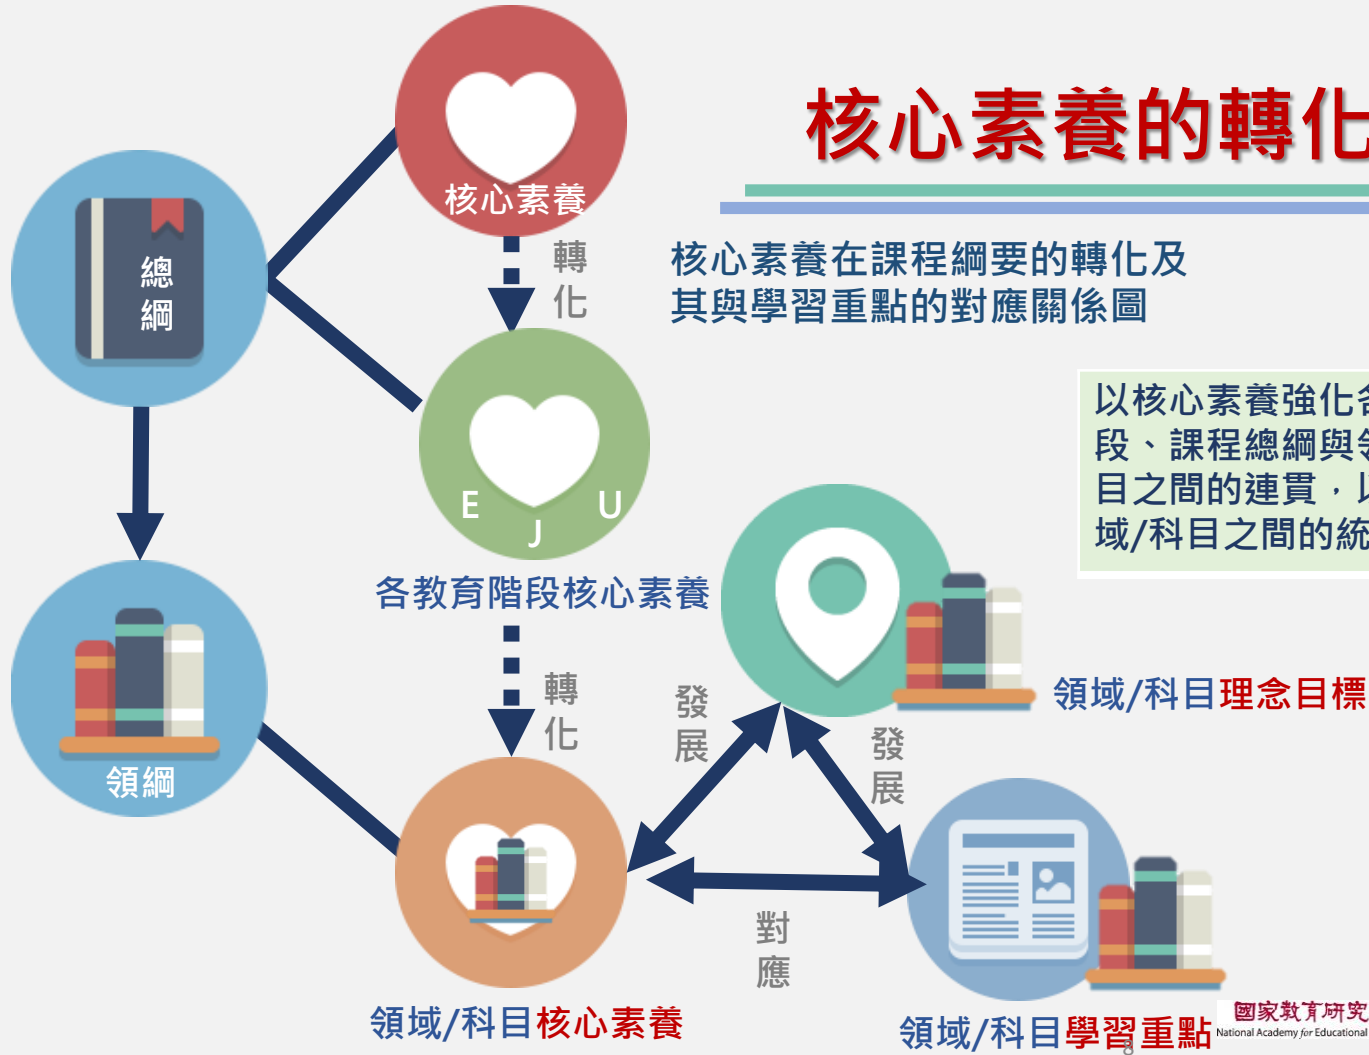 核心素養的轉化
核心素養
總
綱
轉
化
核心素養在課程綱要的轉化及
其與學習重點的對應關係圖
以核心素養強化各
段、課程總綱與領
目之間的連貫，以
域/科目之間的統
E
J
U
各教育階段核心素養
轉
化
領綱
發
展
發
展
領域/科目理念目標
對
應
領域/科目核心素養
領域/科目學習重點
國家教育研究
National Academy for Educational
8